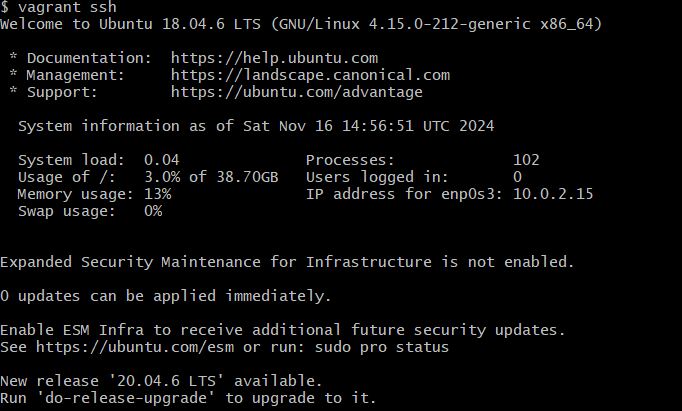 $ vagrant ssh
Welcome to Ubuntu 18.04.6 LTS (GNU/Linux 4.15.0-212-generic x86_64)
* Documentation:  https://help.ubuntu.com
* Management:     https://landscape.canonical.com
* Support:        https://ubuntu.com/advantage
System information as of Sat Nov 16 14:56:51 UTC 2024
System load:  0.04              Processes:             102
Usage of /:   3.0% of 38.70GB   Users logged in:       0
Memory usage: 13%               IP address for enp0s3: 10.0.2.15
Swap usage:   0%
Expanded Security Maintenance for Infrastructure is not enabled.
0 updates can be applied immediately.
Enable ESM Infra to receive additional future security updates.
See https://ubuntu.com/esm or run: sudo pro status
New release '20.04.6 LTS' available.
Run 'do-release-upgrade' to upgrade to it.